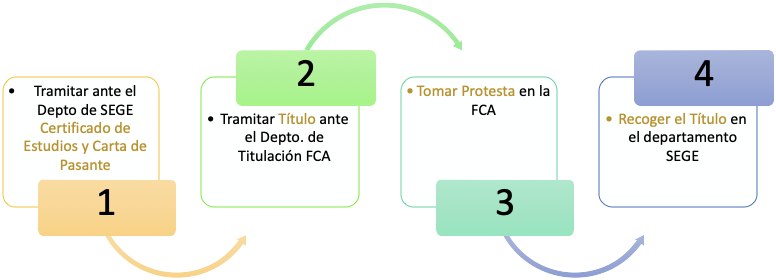 • Tramitar ante el
Depto de SEGE
Certificado de
Estudios y Carta de
Pasante
1
2
• Tramitar Título ante
el Depto. de
Titulación FCA
• Tomar Protesta en la
FCA
3
4
• Recoger el Título en
el departamento
SEGE